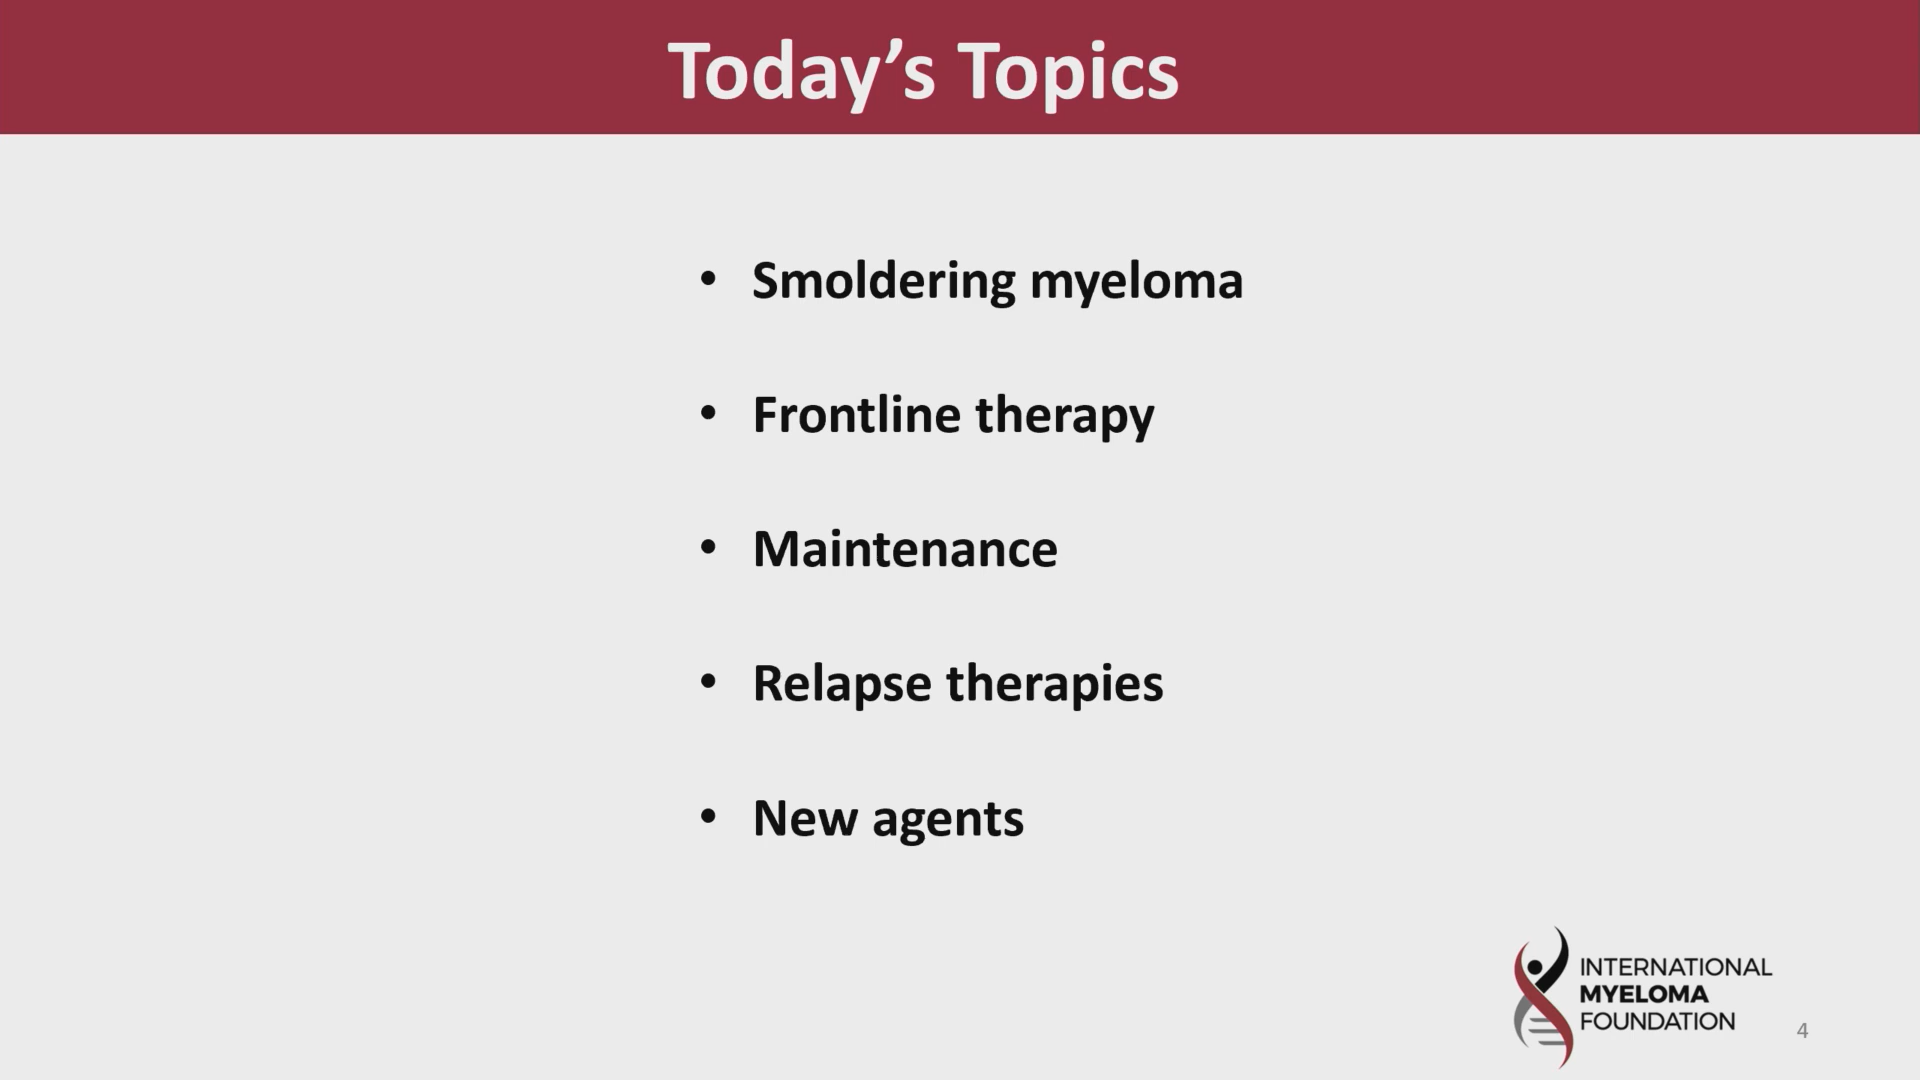 Today’s Topics
• Smoldering myeloma
• Frontline therapy
• Maintenance
• Relapse therapies
• New agents
INTERNATIONAL
MYELOMA
FOUNDATION
4